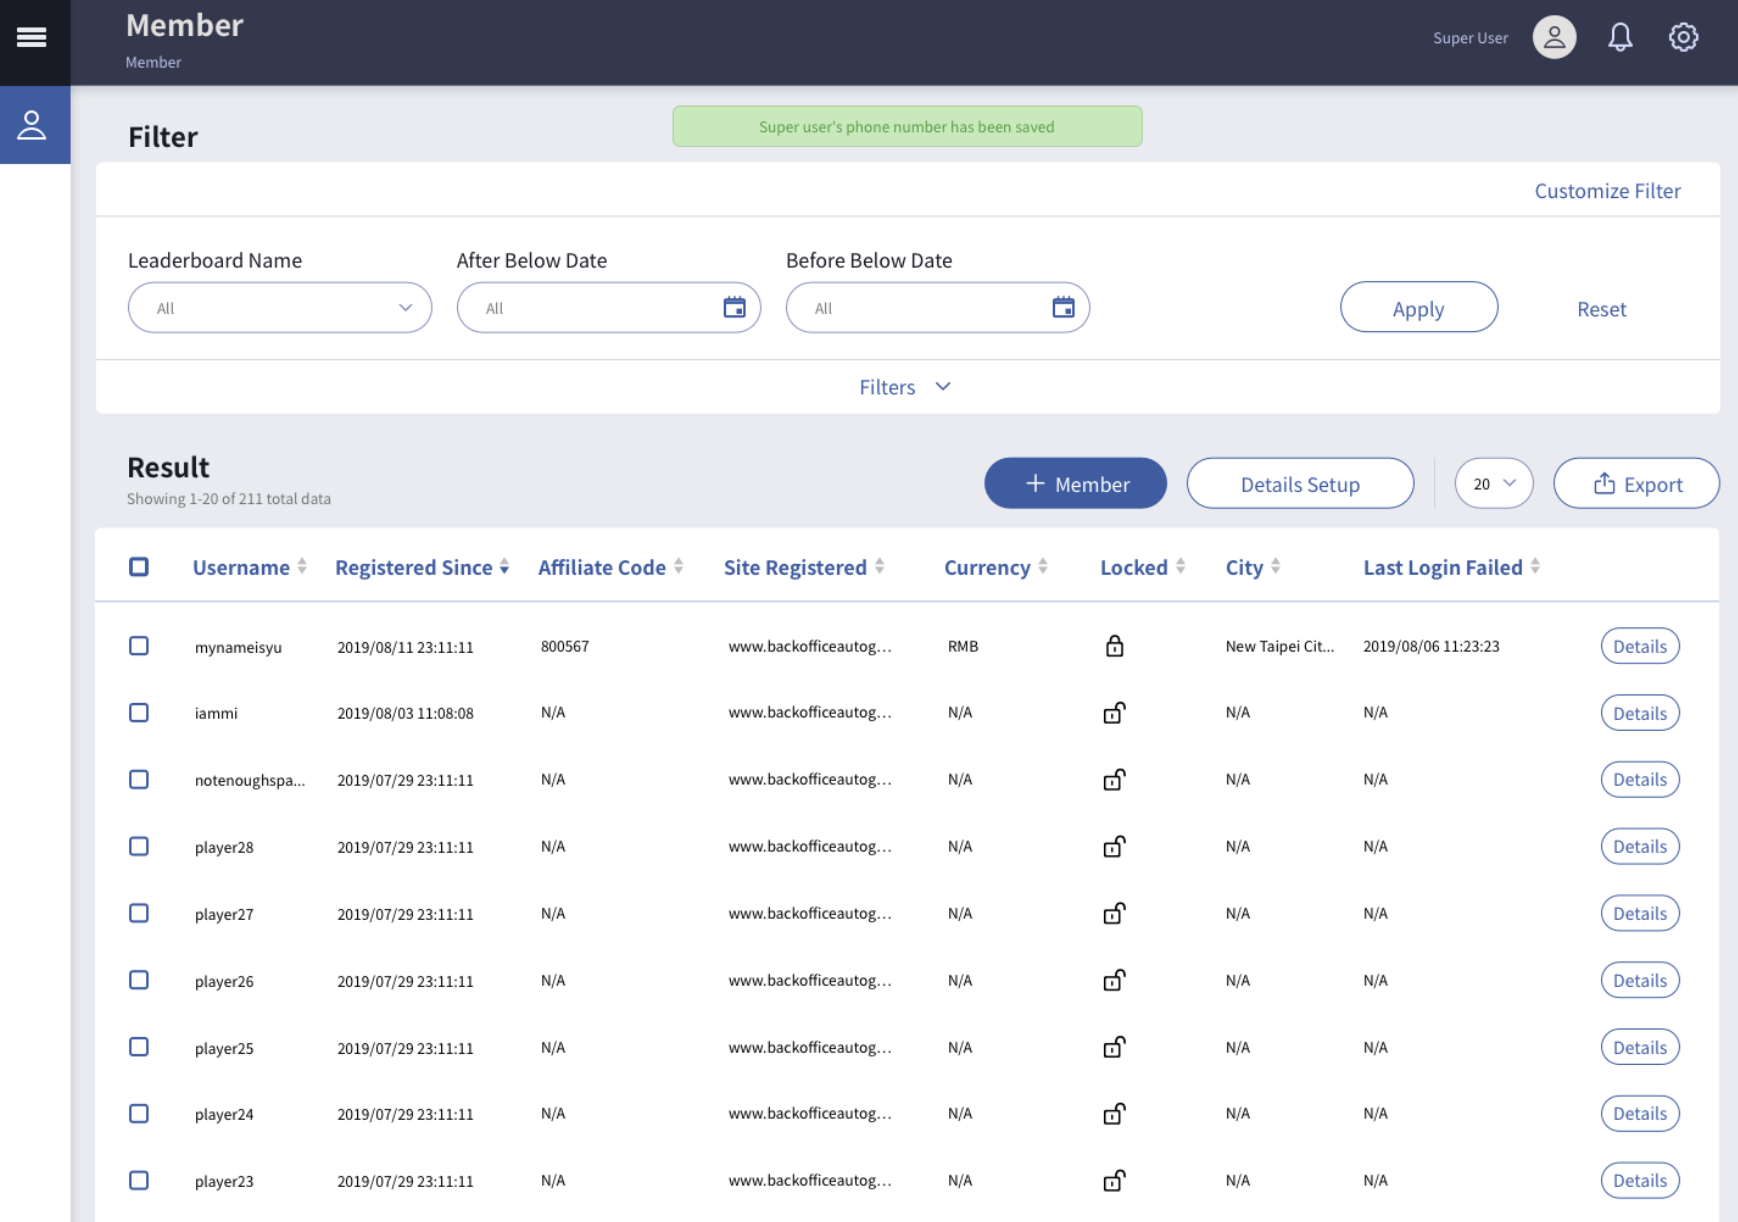 Member
Member
Super User
Super user's phone number has been saved
Filter
Customize Filter
Leaderboard Name
After Below Date
Before Below Date
All
All
All
Apply
Reset
Filters
Result
Showing 1-20 of 211 total data
Member
Details Setup
20
Export
Username Registered Since Affiliate Code Site Registered Currency Locked City Last Login Failed
mynameisyu 2019/08/11 23:11:11 800567 www.backofficeautog... RMB New Taipei Cit... 2019/08/06 11:23:23 Details
iammi 2019/08/03 11:08:08 N/A www.backofficeautog... N/A N/A N/A Details
notenoughspa... 2019/07/29 23:11:11 N/A www.backofficeautog... N/A N/A N/A Details
player28 2019/07/29 23:11:11 N/A www.backofficeautog... N/A N/A N/A Details
player27 2019/07/29 23:11:11 N/A www.backofficeautog... N/A N/A N/A Details
player26 2019/07/29 23:11:11 N/A www.backofficeautog... N/A N/A N/A Details
player25 2019/07/29 23:11:11 N/A www.backofficeautog... N/A N/A N/A Details
player24 2019/07/29 23:11:11 N/A www.backofficeautog... N/A N/A N/A Details
player23 2019/07/29 23:11:11 N/A www.backofficeautog... N/A N/A N/A Details